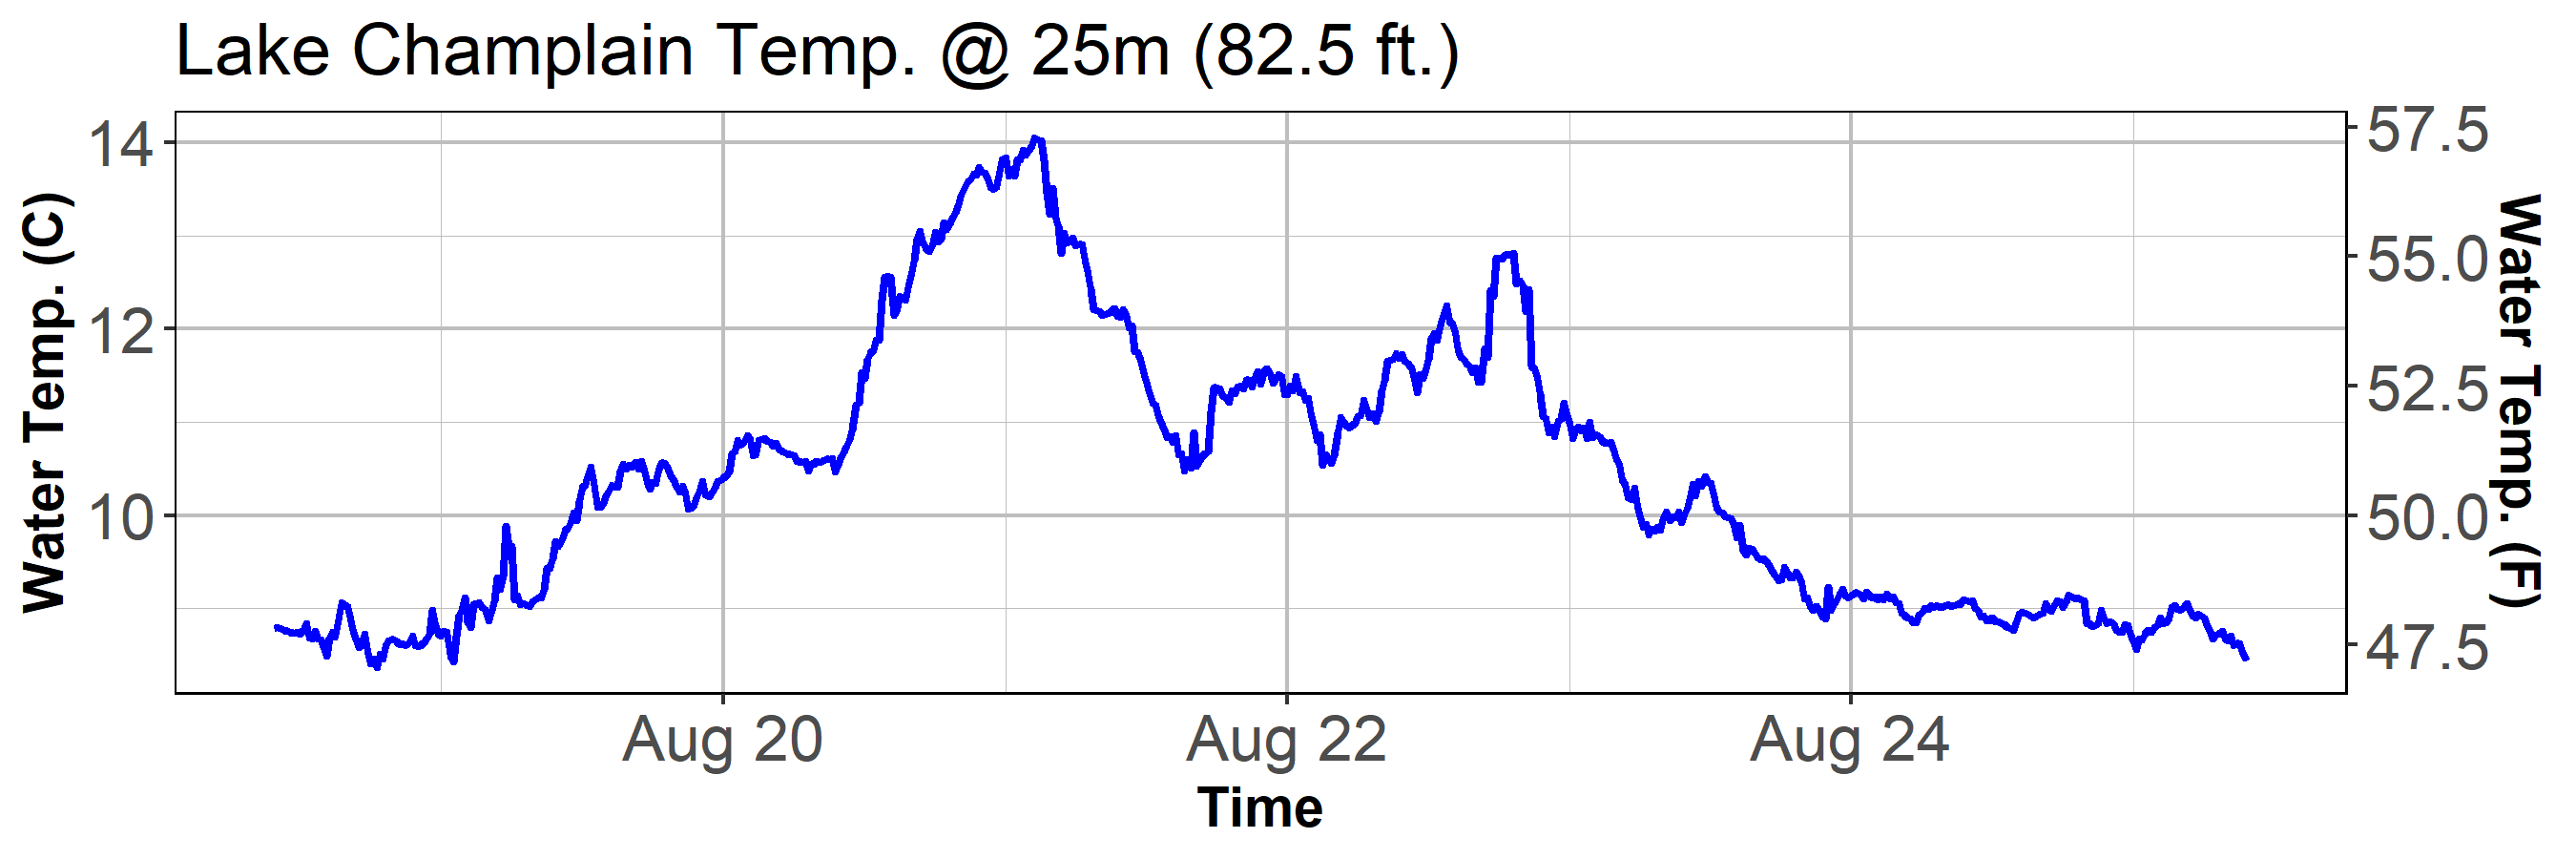 Lake Champlain Temp. @ 25m (82.5 ft.)
Water Temp. (C)
14
12
10
57.5
55.0
52.5
50.0
47.5
Water Temp. (F)
Aug 20
Aug 22
Aug 24
Time